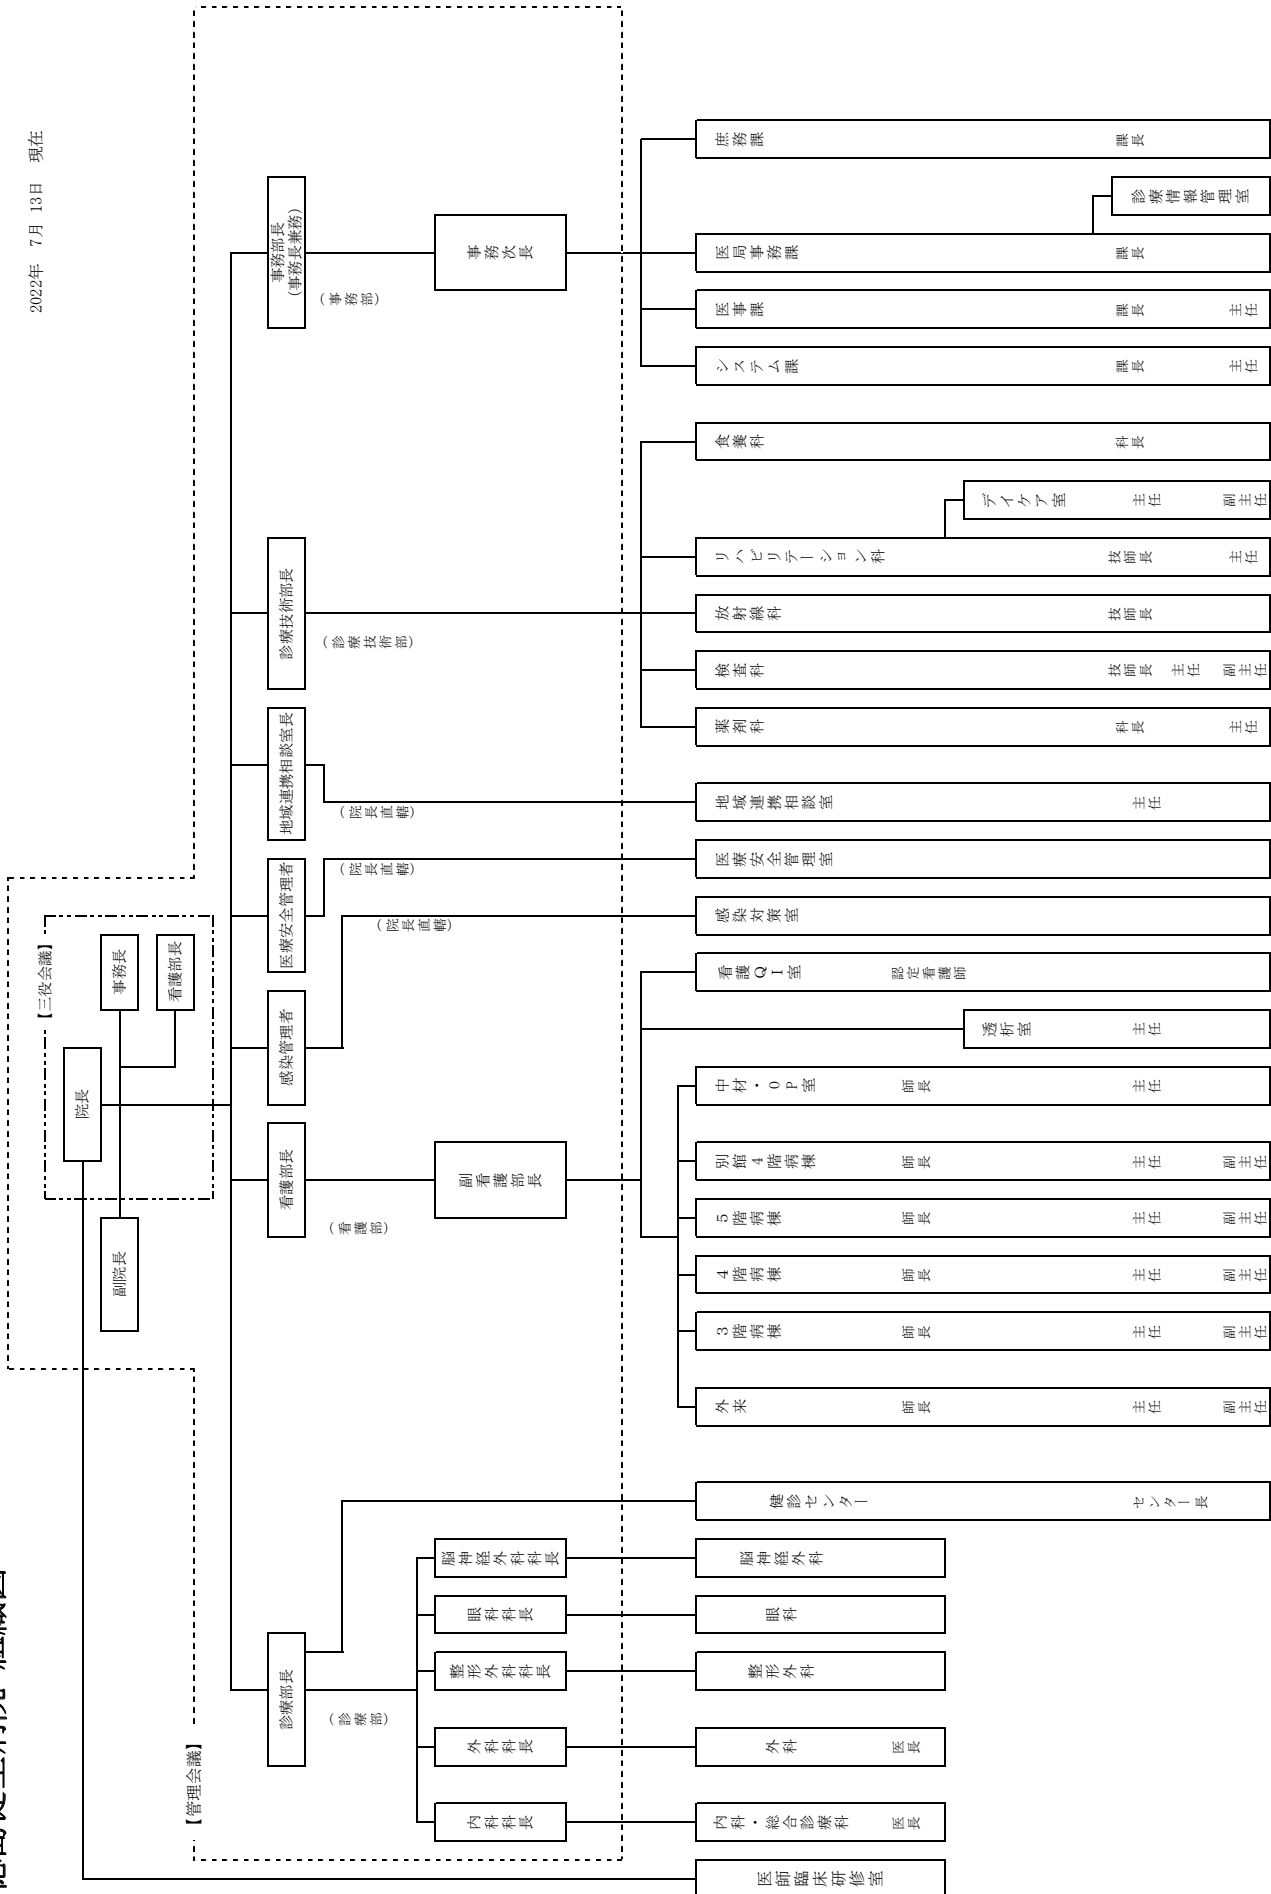 2022年　7月　13日　現在
【三役会議】
院長
事務長
看護部長
副院長
【管理会議】
診療部長
（診療部）
看護部長
（看護部）
感染管理者
（院長直轄）
医療安全管理者
（院長直轄）
地域連携相談室長
（院長直轄）
診療技術部長
（診療技術部）
事務部長
（事務長兼務）
（事務部）
内科科長
外科科長
整形外科科長
眼科科長
脳神経外科科長
副看護部長
事務次長
医師臨床研修室
内科・総合診療科　医長
外科　医長
整形外科
眼科
脳神経外科
健診センター　センター長
外来　師長　主任　副主任
３階病棟　師長　主任　副主任
４階病棟　師長　主任　副主任
５階病棟　師長　主任　副主任
別館４階病棟　師長　主任　副主任
中材・ＯＰ室　師長　主任
透析室　主任
看護ＱＩ室　認定看護師
感染対策室
医療安全管理室
地域連携相談室　主任
薬剤科　科長　主任
検査科　技師長　主任　副主任
放射線科　技師長
リハビリテーション科　技師長　主任
デイケア室　主任　副主任
食養科　科長
システム課　課長　主任
医事課　課長　主任
医局事務課　課長
診療情報管理室
庶務課　課長